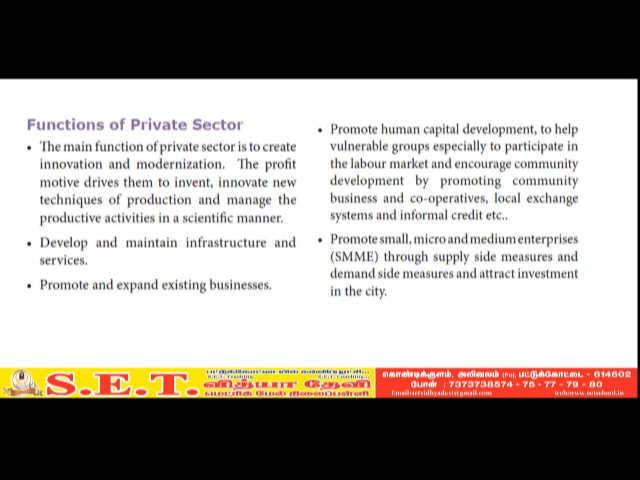 Functions of Private Sector
• The main function of private sector is to create
innovation and modernization. The profit
motive drives them to invent, innovate new
techniques of production and manage the
productive activities in a scientific manner.
• Develop and maintain infrastructure and
services.
• Promote and expand existing businesses.
• Promote human capital development, to help
vulnerable groups especially to participate in
the labour market and encourage community
development by promoting community
business and co-operatives, local exchange
systems and informal credit etc..
• Promote small, micro and medium enterprises
(SMME) through supply side measures and
demand side measures and attract investment
in the city.
S.E.T.
வித்யா தேவி
மெட்ரிக் மேல் நிலைப்பள்ளி
கொண்டிக்குளம், அலிவலம் (Po), பட்டுக்கோட்டை - 614602
போன் : 7373738574 - 75 - 77 - 79 - 80